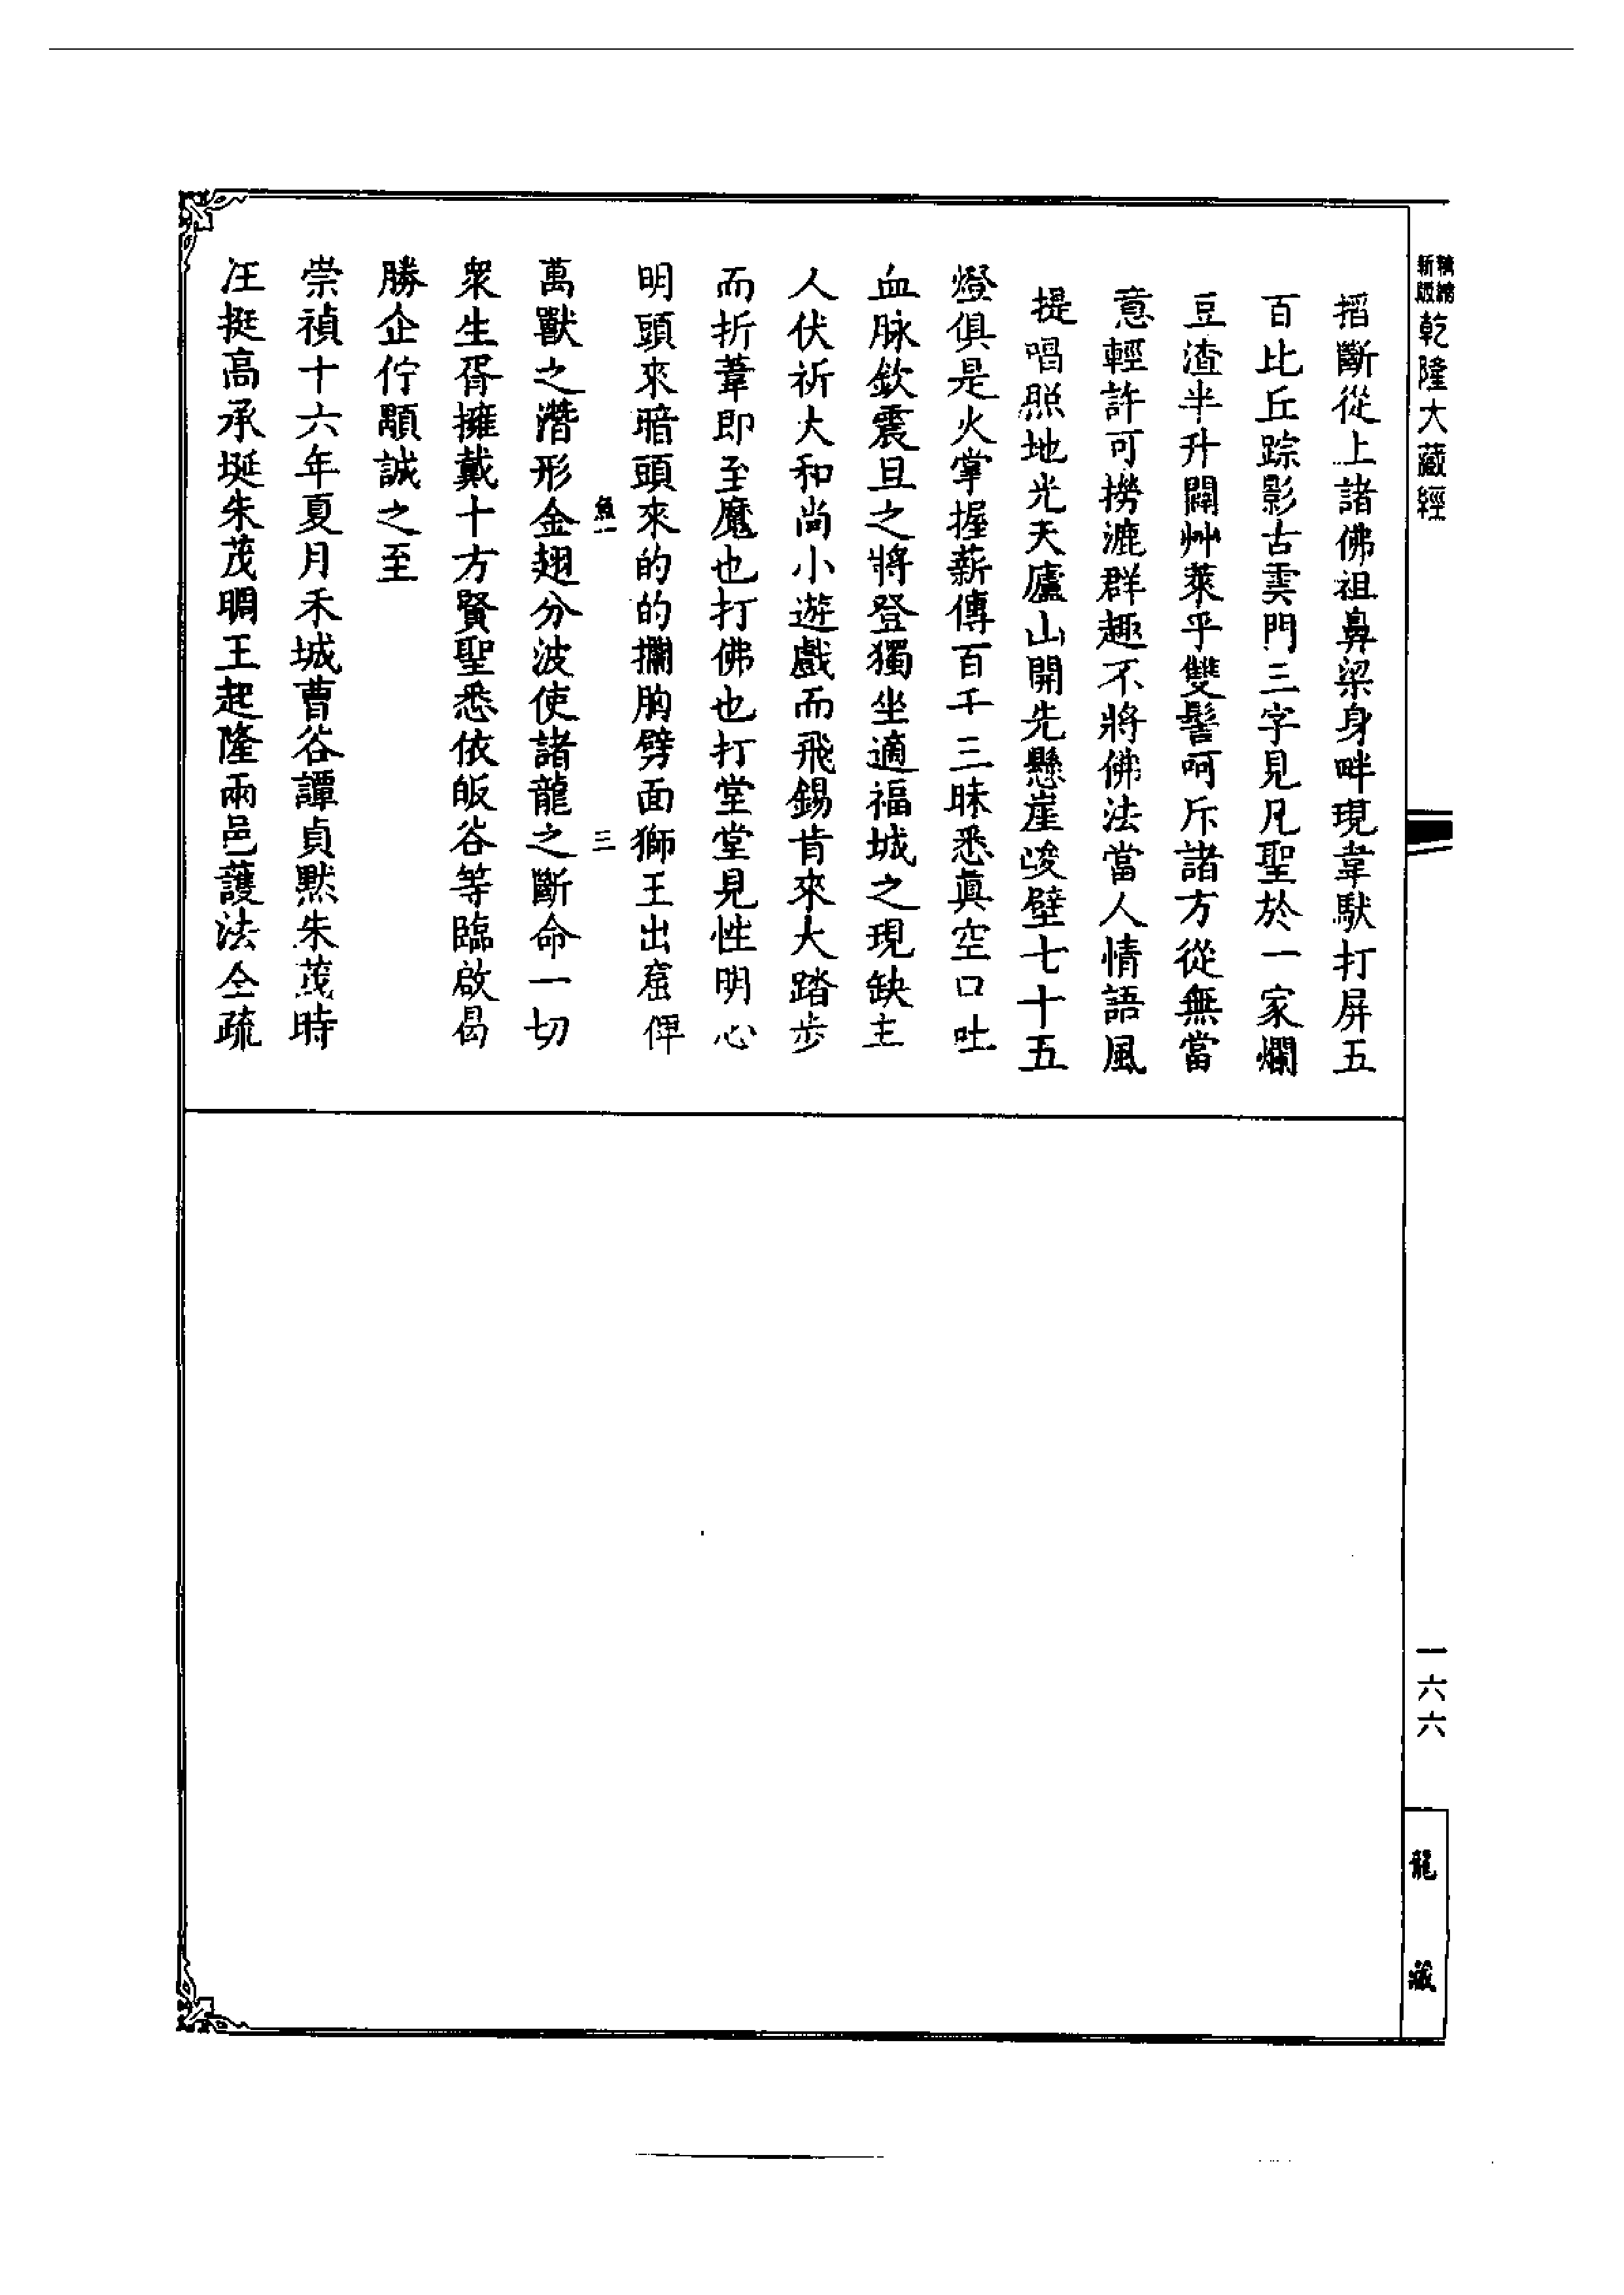 精縮
新版
乾隆大藏經
搯斷從上諸佛祖鼻梁身畔現韋馱打屏五
百比丘踪影古雲門三字見凡聖於一家爛
豆渣半升闢艸萊乎雙髻呵斥諸方從無當
意輕許可撈漉群趣不將佛法當人情語風
提唱照地光天廬山開先懸崖峻壁七十五
燈俱是火掌握薪傳百千三昧悉眞空口吐
血脉欽震旦之將登獨坐適福城之現缺主
人伏祈大和尚小遊戲而飛錫肯來大踏步
而折葦即至魔也打佛也打堂堂見性明心
明頭來暗頭來的的攔胸劈面獅王出窟俾
三
萬獸之潛形金翅分波使諸龍之斷命一切
衆生胥擁戴十方賢聖悉依皈谷等臨啟曷
勝企佇顒誠之至
崇禎十六年夏月禾城曹谷譚貞黙朱茂時
汪挺高承埏朱茂暻王起隆兩邑護法仝疏
一六六
龍藏